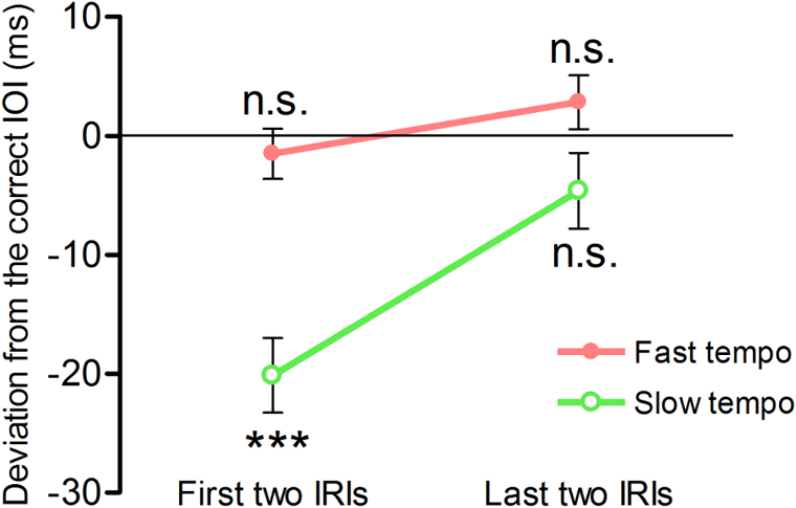 Deviation from the correct IOI (ms)
10
0
-10
-20
-30
n.s.
n.s.
n.s.
***
Fast tempo
Slow tempo
First two IRIs
Last two IRIs